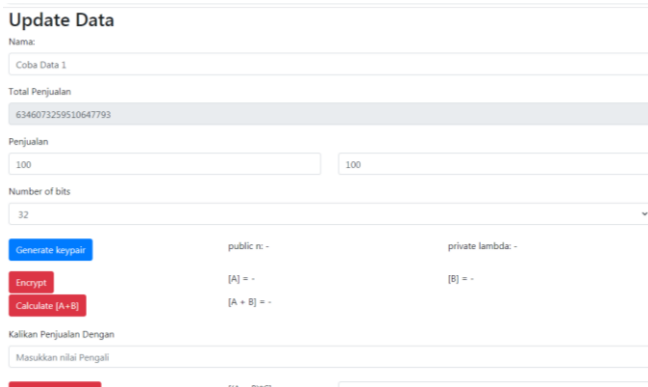 Update Data
Nama:
Coba Data 1
Total Penjualan
6346073259510647793
Penjualan
100 100
Number of bits
32
Generate keypair public n: - private lambda: -
Encrypt [A] = - [B] = -
Calculate [A+B] [A + B] = -
Kalikan Penjualan Dengan
Masukkan nilai Pengali